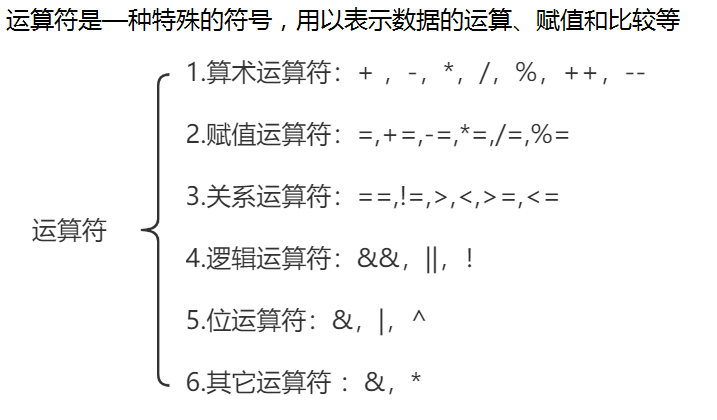 运算符是一种特殊的符号，用以表示数据的运算、赋值和比较等
1.算术运算符：+ ，-，*，/，%，++，--
2.赋值运算符：=,+=,-=,*=,/=,%=
3.关系运算符：==,!=,>,<,>=,<=
运算符
4.逻辑运算符：&&，||，!
5.位运算符：&，|，^
6.其它运算符 ：&，*